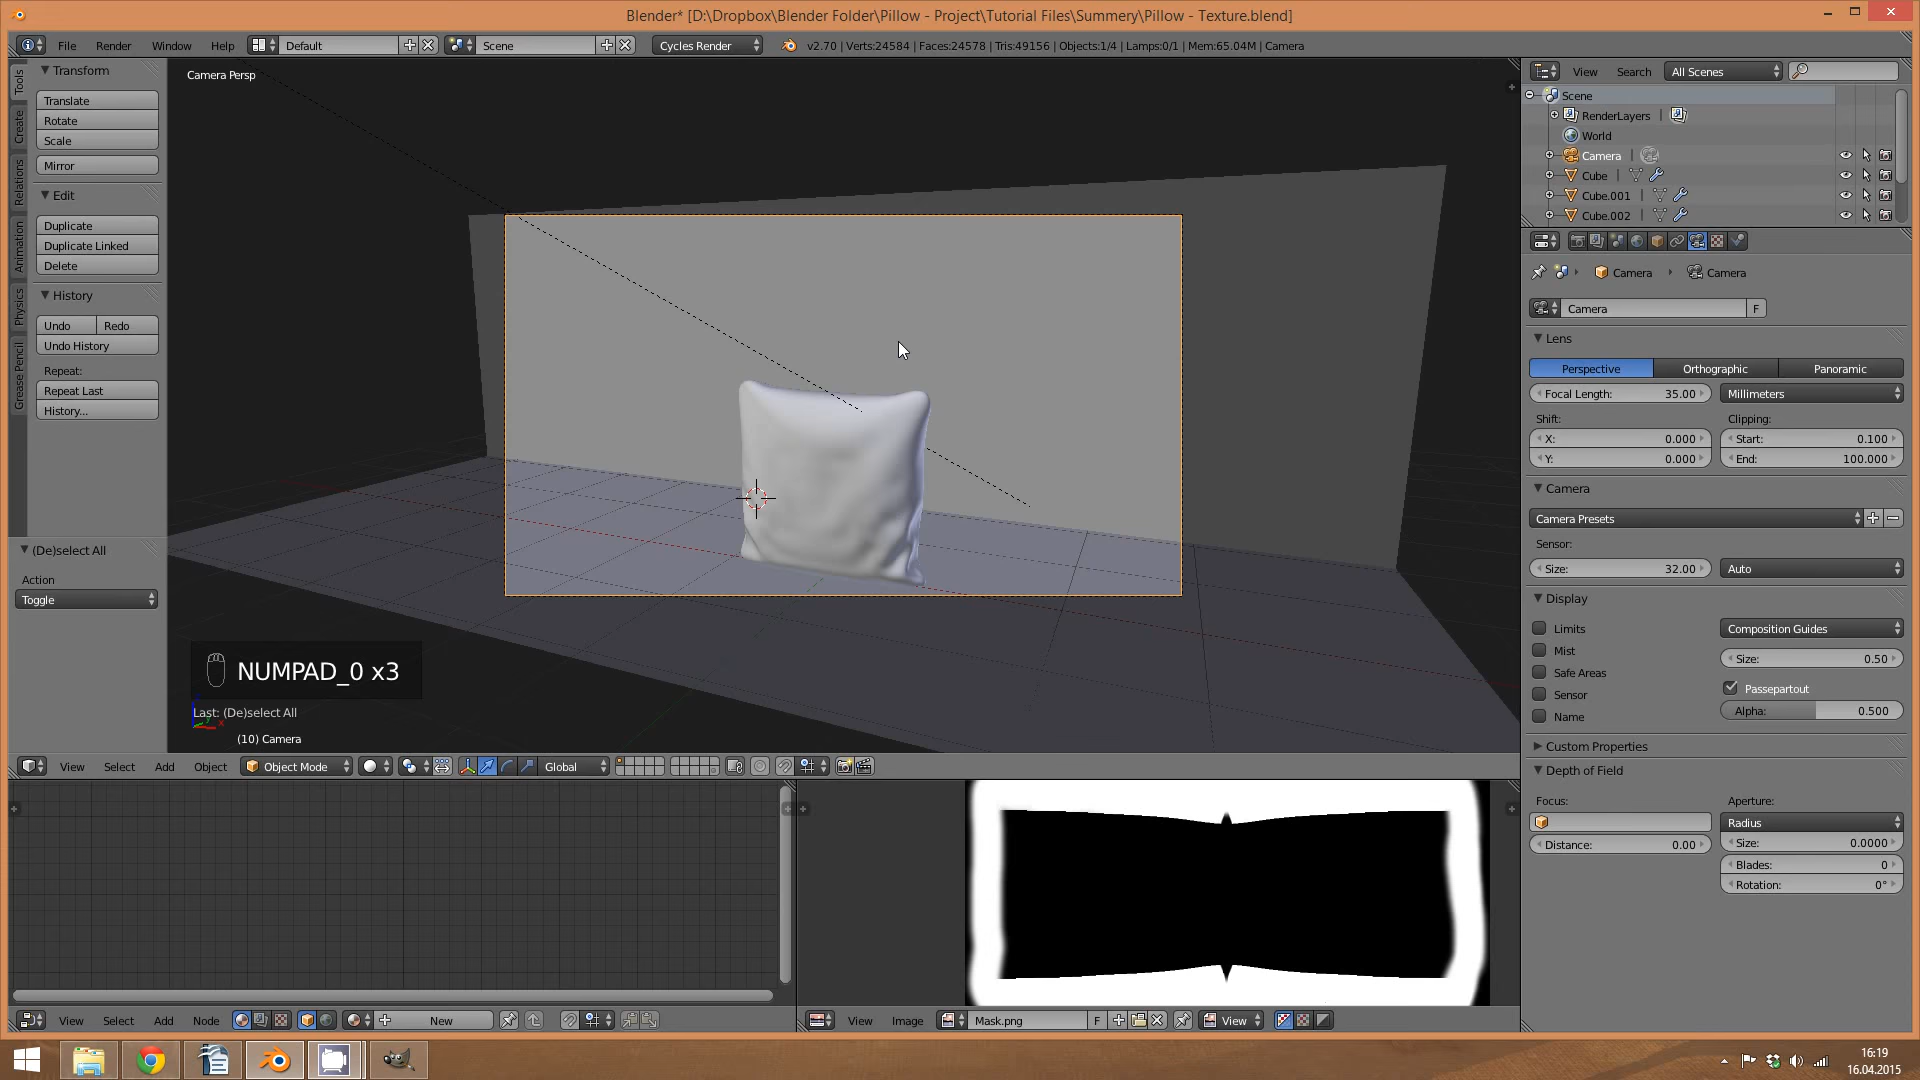 Blender* [D:\Dropbox\Blender Folder\Pillow - Project\Tutorial Files\Summery\Pillow - Texture.blend]
File Render Window Help Default Scene Cycles Render v2.70 | Verts:24584 | Faces:24578 | Tris:49156 | Objects:1/4 | Lamps:0/1 | Mem:65.04M | Camera
Tools
Create
Relations
Animation
Physics
Grease Pencil
Transform
Translate
Rotate
Scale
Mirror
Edit
Duplicate
Duplicate Linked
Delete
History
Undo Redo
Undo History
Repeat:
Repeat Last
History...
(De)select All
Action
Toggle
Camera Persp
NUMPAD_0 x3
Last: (De)select All
(10) Camera
View Select Add Object Object Mode Global
View Select Add Node New
View Image Mask.png F View
View Search All Scenes
Scene
RenderLayers
World
Camera
Cube
Cube.001
Cube.002
Camera Camera
Camera F
Lens
Perspective Orthographic Panoramic
Focal Length: 35.00 Millimeters
Shift: Clipping:
X: 0.000 Start: 0.100
Y: 0.000 End: 100.000
Camera
Camera Presets
Sensor:
Size: 32.00 Auto
Display
Limits Composition Guides
Mist Size: 0.50
Safe Areas
Sensor Passepartout
Name Alpha: 0.500
Custom Properties
Depth of Field
Focus: Aperture:
Radius
Distance: 0.00 Size: 0.0000
Blades: 0
Rotation: 0°
16:19
16.04.2015